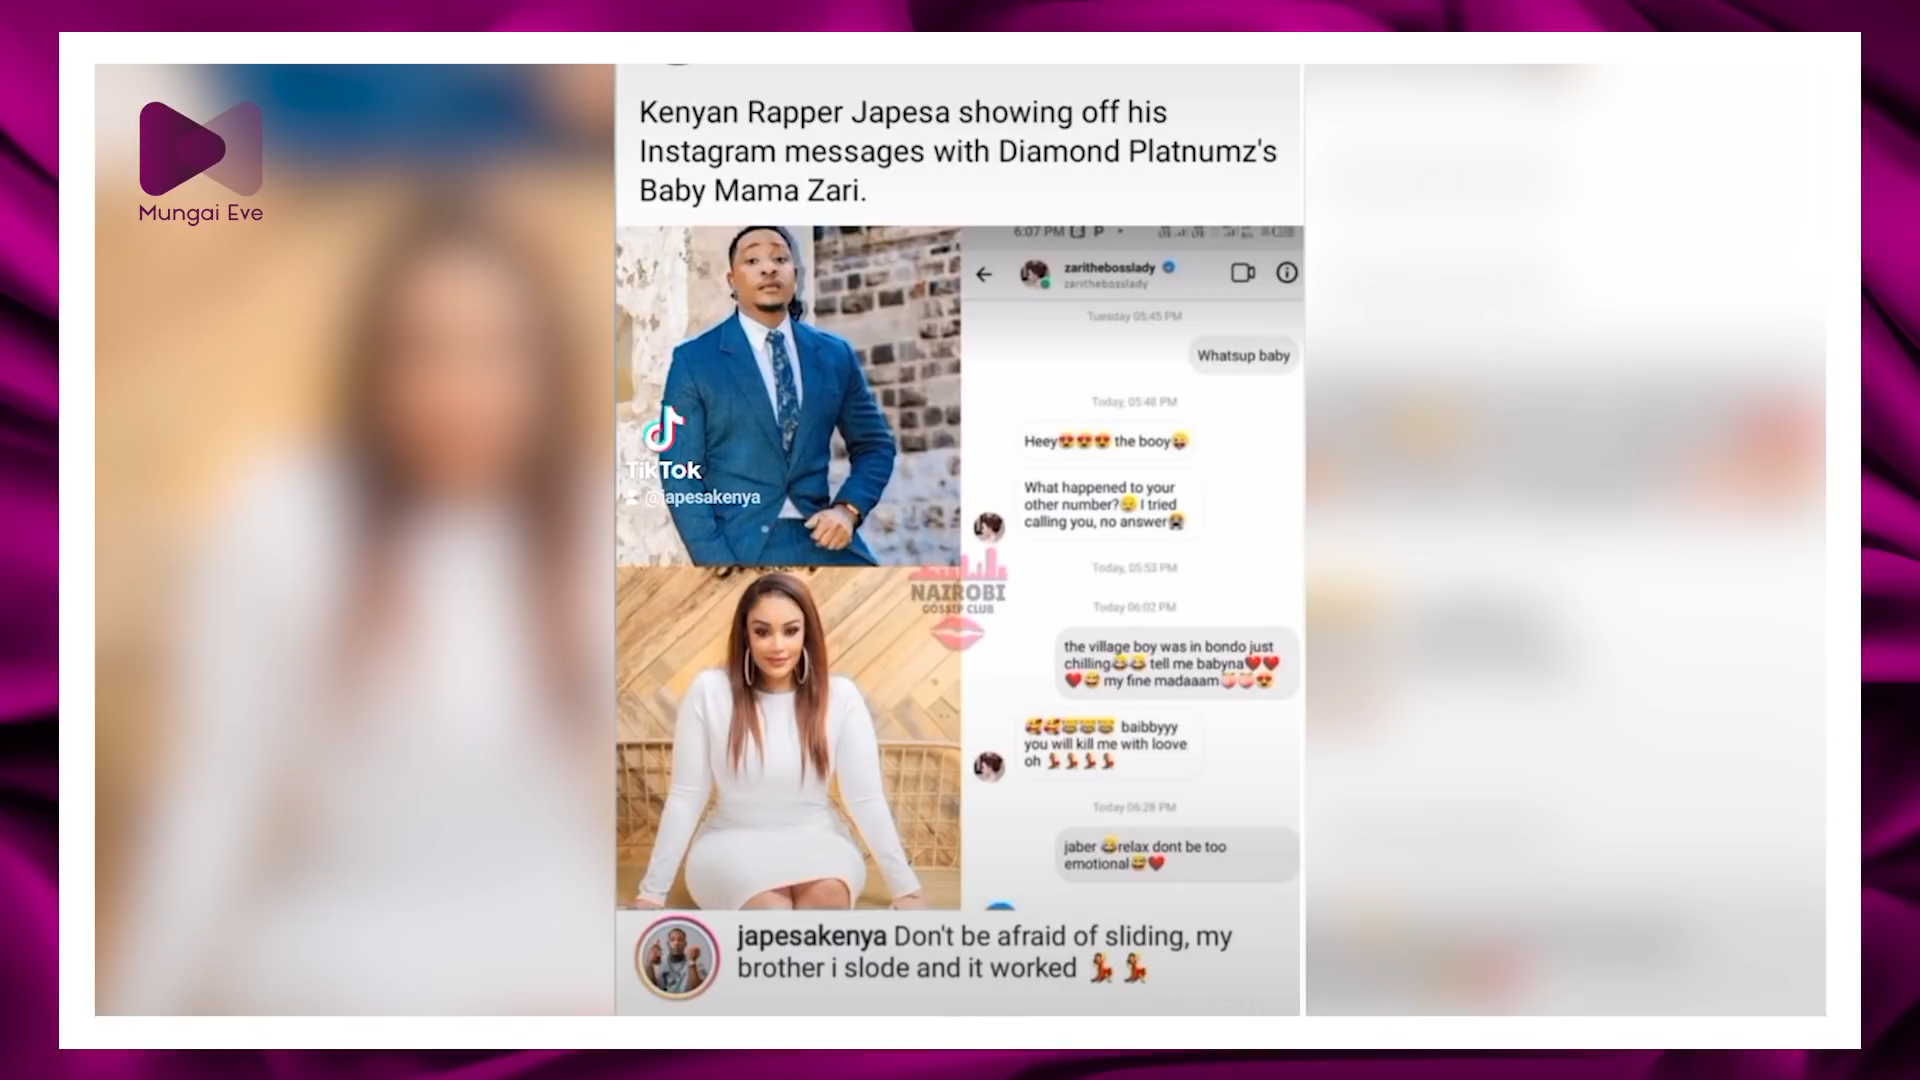 Mungai Eve
Kenyan Rapper Japesa showing off his
Instagram messages with Diamond Platnumz's
Baby Mama Zari.
TikTok
@japesakenya
NAIROBI
GOSSIP CLUB
6:07 PM
zarithebosslady
zarithebosslady
Tuesday 05:45 PM
Whatsup baby
Today, 05:48 PM
Heey😍😍😍 the booy😜
What happened to your
other number? I tried
calling you, no answer😭
Today, 05:53 PM
Today 06:02 PM
the village boy was in bondo just
chilling😂😂 tell me babyna❤️❤️
❤️😅 my fine madaaam🍑🍑😍
🥰🥰😹😹😹 baibbyyy
you will kill me with loove
oh 💃💃💃💃
Today 06:28 PM
jaber 😂relax dont be too
emotional😅❤️
japesakenya Don't be afraid of sliding, my
brother i slode and it worked 💃💃